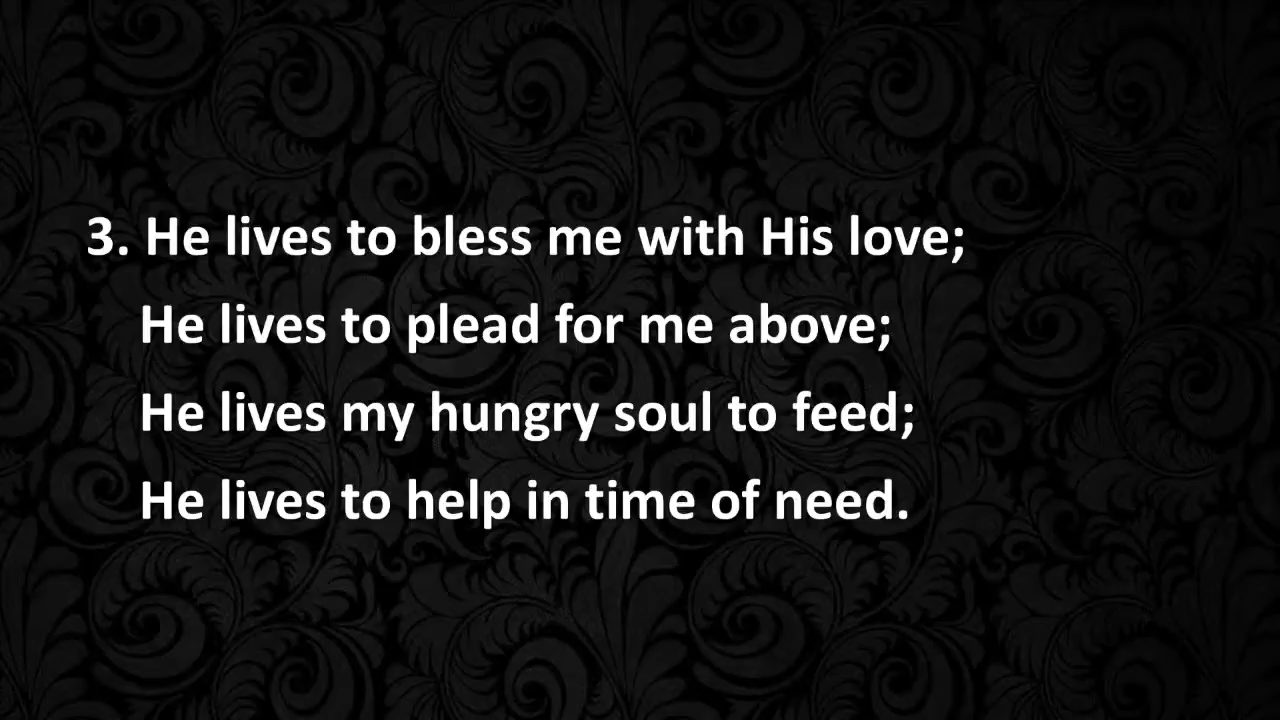 3. He lives to bless me with His love;
He lives to plead for me above;
He lives my hungry soul to feed;
He lives to help in time of need.